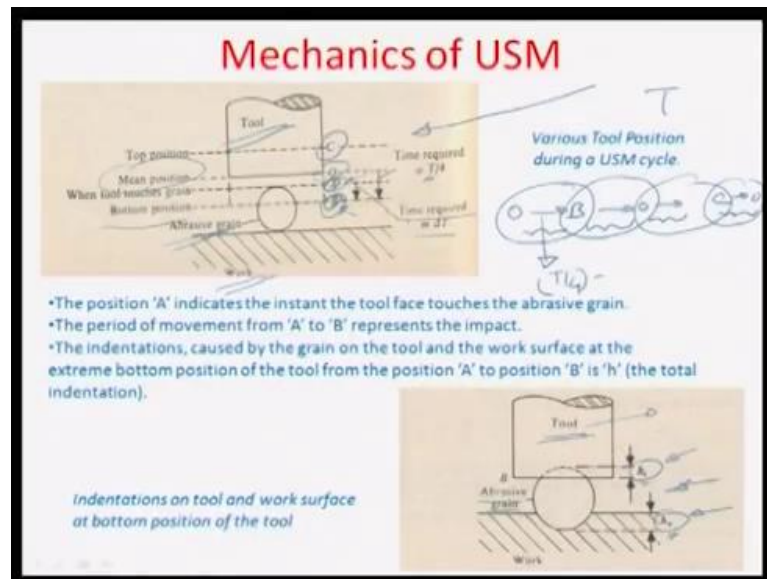 Mechanics of USM
T
Tool
Top position
C
Time required
= T/4
Mean position
When tool touches grain
Bottom position
Time required
Abrasive grain
Work
Various Tool Position
during a USM cycle.
O B O C O
(T/4)
•The position 'A' indicates the instant the tool face touches the abrasive grain.
•The period of movement from 'A' to 'B' represents the impact.
•The indentations, caused by the grain on the tool and the work surface at the
extreme bottom position of the tool from the position 'A' to position 'B' is 'h' (the total
indentation).
Tool
B
Abrasive
grain
Work
Indentations on tool and work surface
at bottom position of the tool